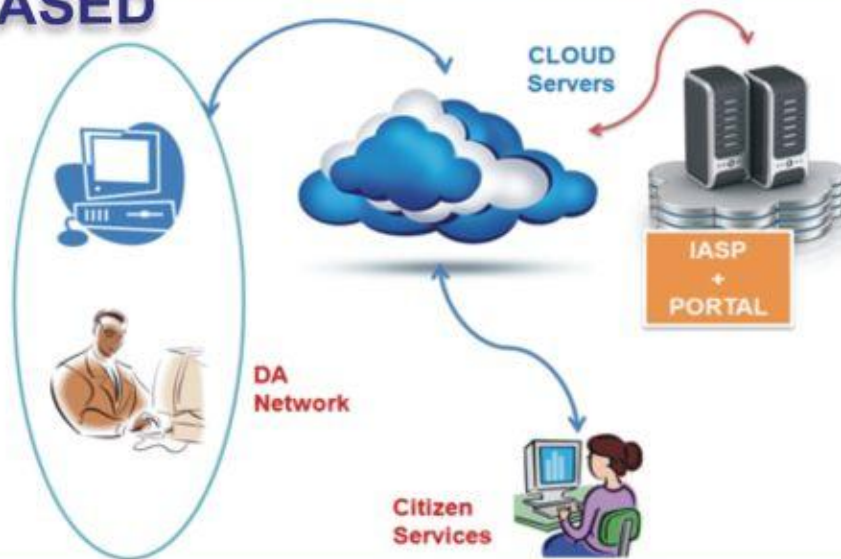 ASED
CLOUD
Servers
IASP
+
PORTAL
DA
Network
Citizen
Services